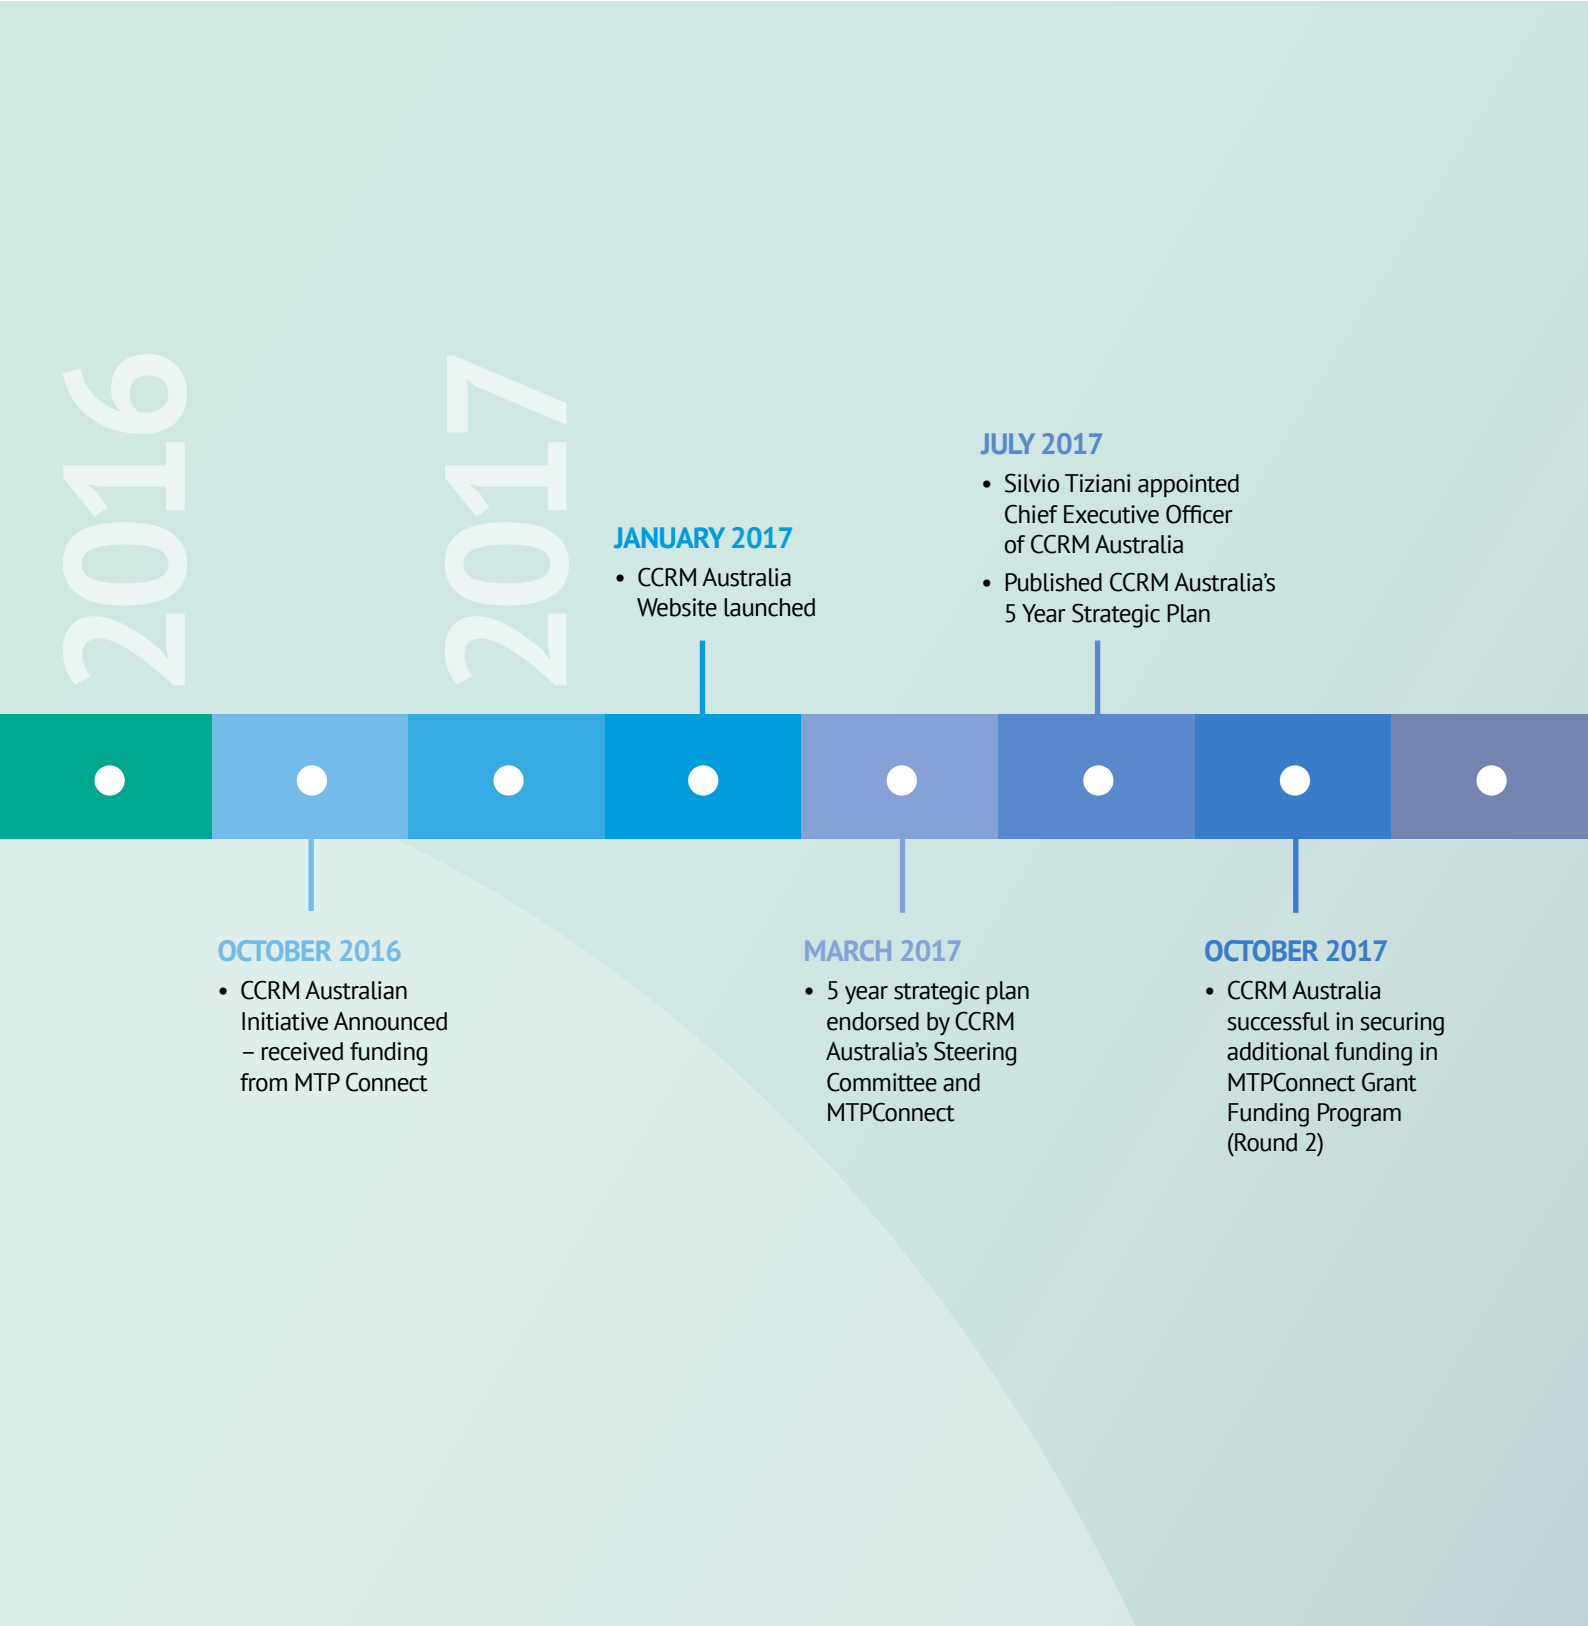 2016
2017
JANUARY 2017
• CCRM Australia
Website launched
JULY 2017
• Silvio Tiziani appointed
Chief Executive Officer
of CCRM Australia
• Published CCRM Australia’s
5 Year Strategic Plan
OCTOBER 2016
• CCRM Australian
Initiative Announced
– received funding
from MTP Connect
MARCH 2017
• 5 year strategic plan
endorsed by CCRM
Australia’s Steering
Committee and
MTPConnect
OCTOBER 2017
• CCRM Australia
successful in securing
additional funding in
MTPConnect Grant
Funding Program
(Round 2)